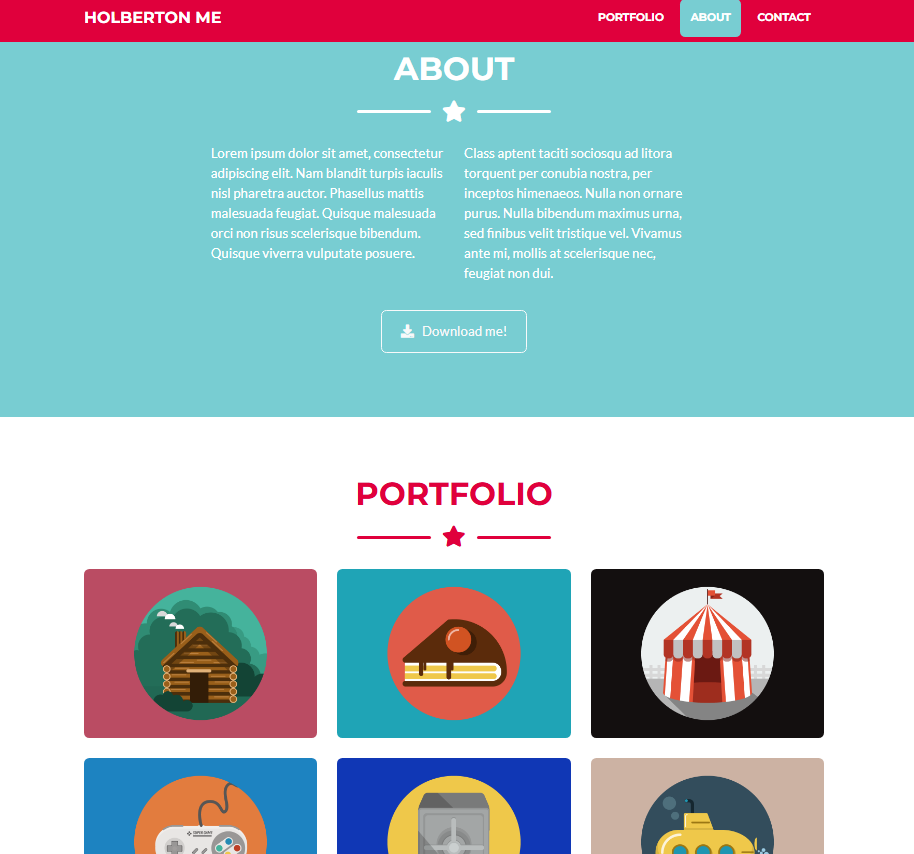 HOLBERTON ME
PORTFOLIO
ABOUT
CONTACT
ABOUT
Lorem ipsum dolor sit amet, consectetur
adipiscing elit. Nam blandit turpis iaculis
nisl pharetra auctor. Phasellus mattis
malesuada feugiat. Quisque malesuada
orci non risus scelerisque bibendum.
Quisque viverra vulputate posuere.
Class aptent taciti sociosqu ad litora
torquent per conubia nostra, per
inceptos himenaeos. Nulla non ornare
purus. Nulla bibendum maximus urna,
sed finibus velit tristique vel. Vivamus
ante mi, mollis at scelerisque nec,
feugiat non dui.
Download me!
PORTFOLIO